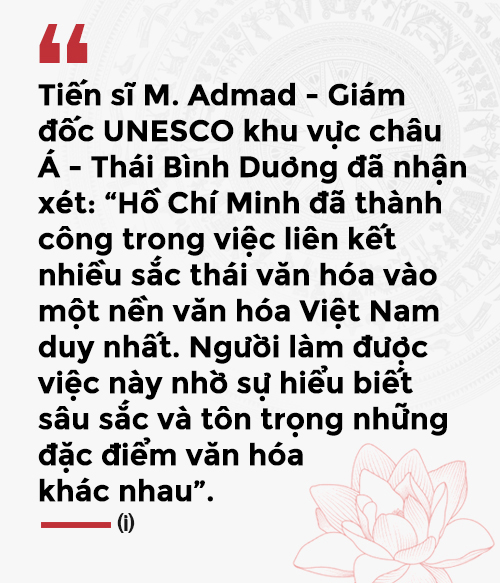 “
Tiến sĩ M. Admad - Giám
đốc UNESCO khu vực châu
Á - Thái Bình Dương đã nhận
xét: “Hồ Chí Minh đã thành
công trong việc liên kết
nhiều sắc thái văn hóa vào
một nền văn hóa Việt Nam
duy nhất. Người làm được
việc này nhờ sự hiểu biết
sâu sắc và tôn trọng những
đặc điểm văn hóa
khác nhau”.
(i)